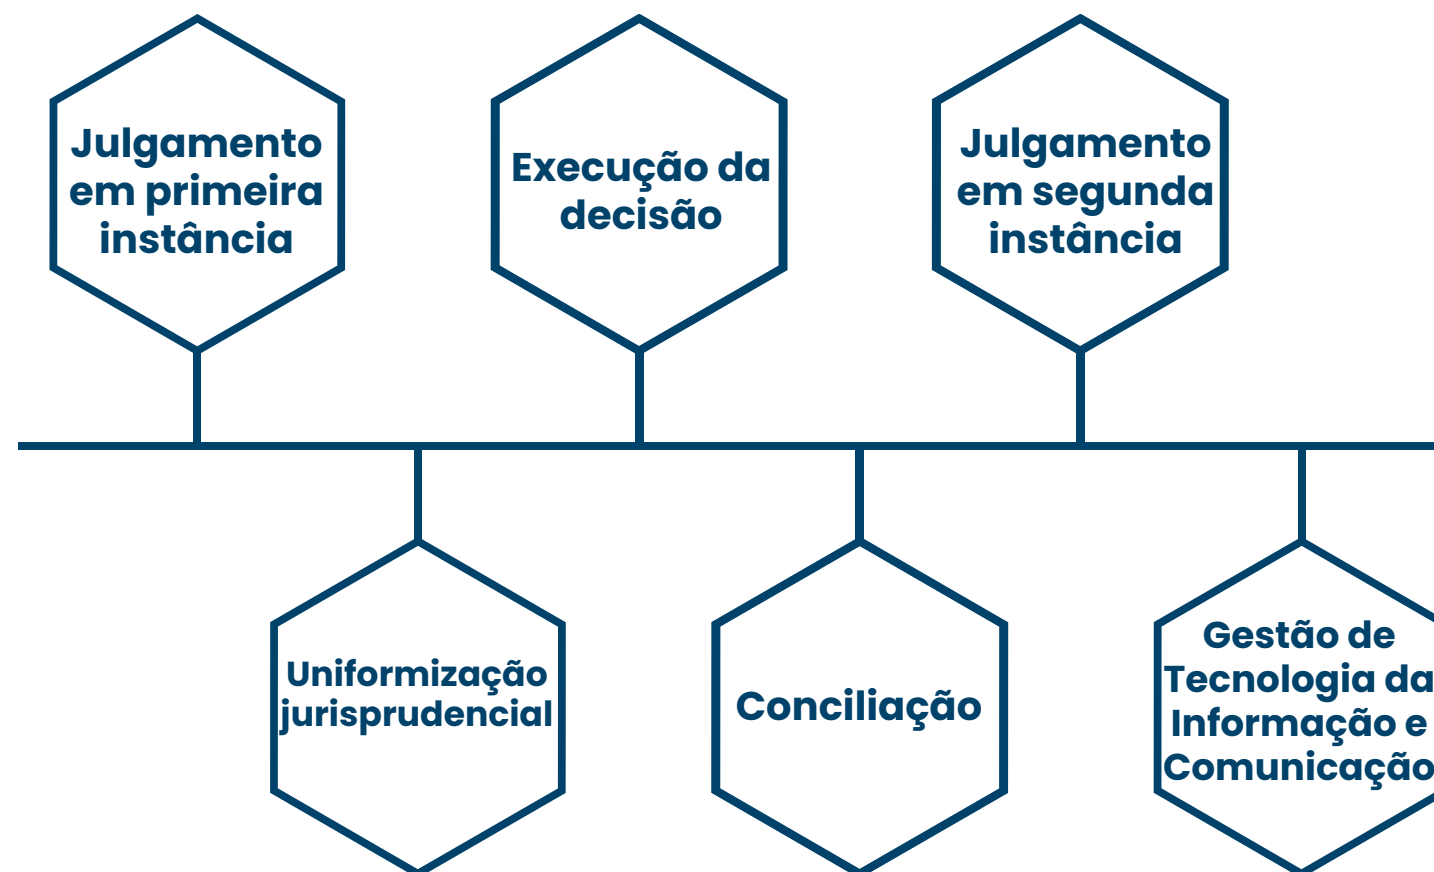 Julgamento
em primeira
instância
Execução da
decisão
Julgamento
em segunda
instância
Uniformização
jurisprudencial
Conciliação
Gestão de
Tecnologia da
Informação e
Comunicação